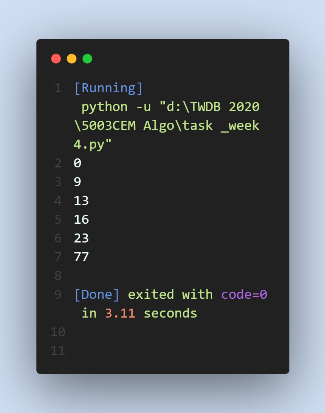 1 [Running]
python -u "d:\TWDB 2020
\5003CEM Algo\task _week
4.py"
2 0
3 9
4 13
5 16
6 23
7 77
8
9 [Done] exited with code=0
in 3.11 seconds
10
11